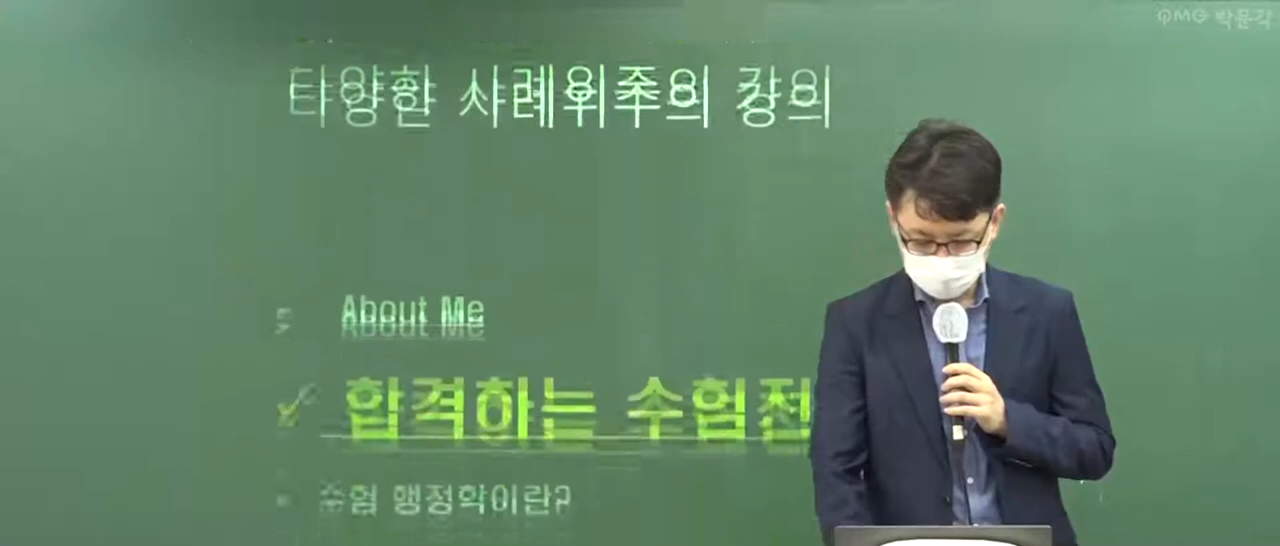 QMG 박문각
다양한 사례위주의 강의
About Me
합격하는 수험전
수험 행정학이란?